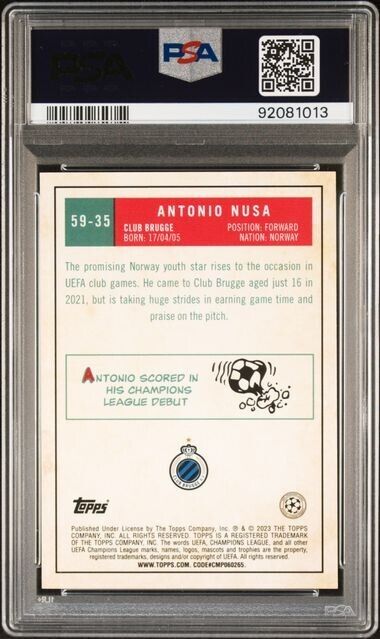 PSA
PSA
92081013
59-35
ANTONIO NUSA
CLUB BRUGGE
BORN: 17/04/05
POSITION: FORWARD
NATION: NORWAY
The promising Norway youth star rises to the occasion in
UEFA club games. He came to Club Brugge aged just 16 in
2021, but is taking huge strides in earning game time and
praise on the pitch.
ANTONIO SCORED IN
HIS CHAMPIONS
LEAGUE DEBUT
CLUB BRUGGE
Topps
Published Under License by The Topps Company, Inc. ® & © 2023 THE TOPPS
COMPANY, INC. All Rights Reserved. TOPPS IS A REGISTERED TRADEMARK
OF THE TOPPS COMPANY, INC. The words UEFA, CHAMPIONS LEAGUE, and all other
UEFA Champions League marks, names, logos, mascots and trophies are the property,
registered trademarks, designs and/or copyright of UEFA. All rights reserved.
WWW.TOPPS.COM. CODE#CMP060265.